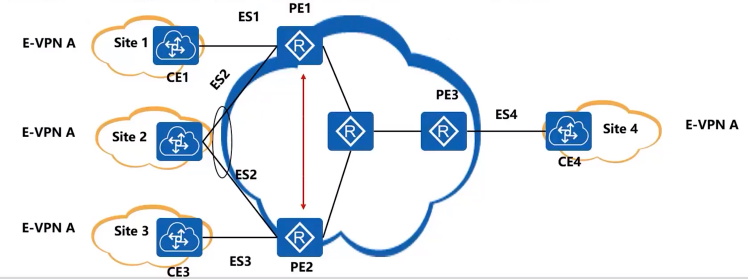 PE1
ES1
E-VPN A
Site 1
CE1
ES2
PE3
ES4
E-VPN A
Site 2
Site 4
E-VPN A
CE4
ES2
E-VPN A
Site 3
CE3
ES3
PE2
R
R
R
R